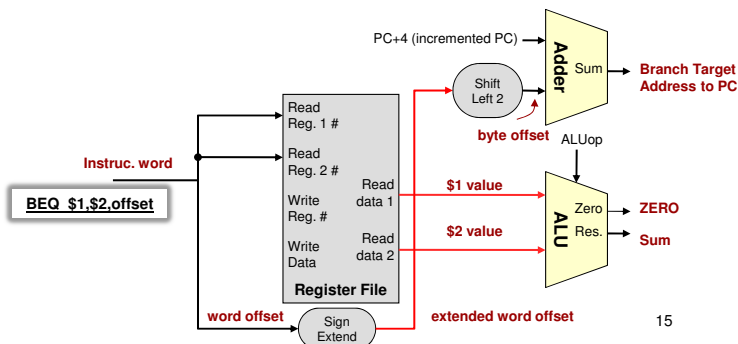 PC+4 (incremented PC)
Adder
Sum
Branch Target
Address to PC
Shift
Left 2
byte offset
ALUop
Read
Reg. 1 #
Instruc. word
Read
Reg. 2 #
BEQ $1,$2,offset
Write
Reg. #
Read
data 1
$1 value
Write
Data
Read
data 2
$2 value
ALU
Zero
ZERO
Res.
Sum
Register File
word offset
Sign
Extend
extended word offset
15